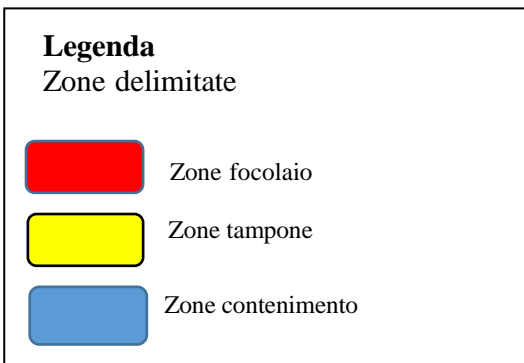 Legenda
Zone delimitate
Zone focolaio
Zone tampone
Zone contenimento